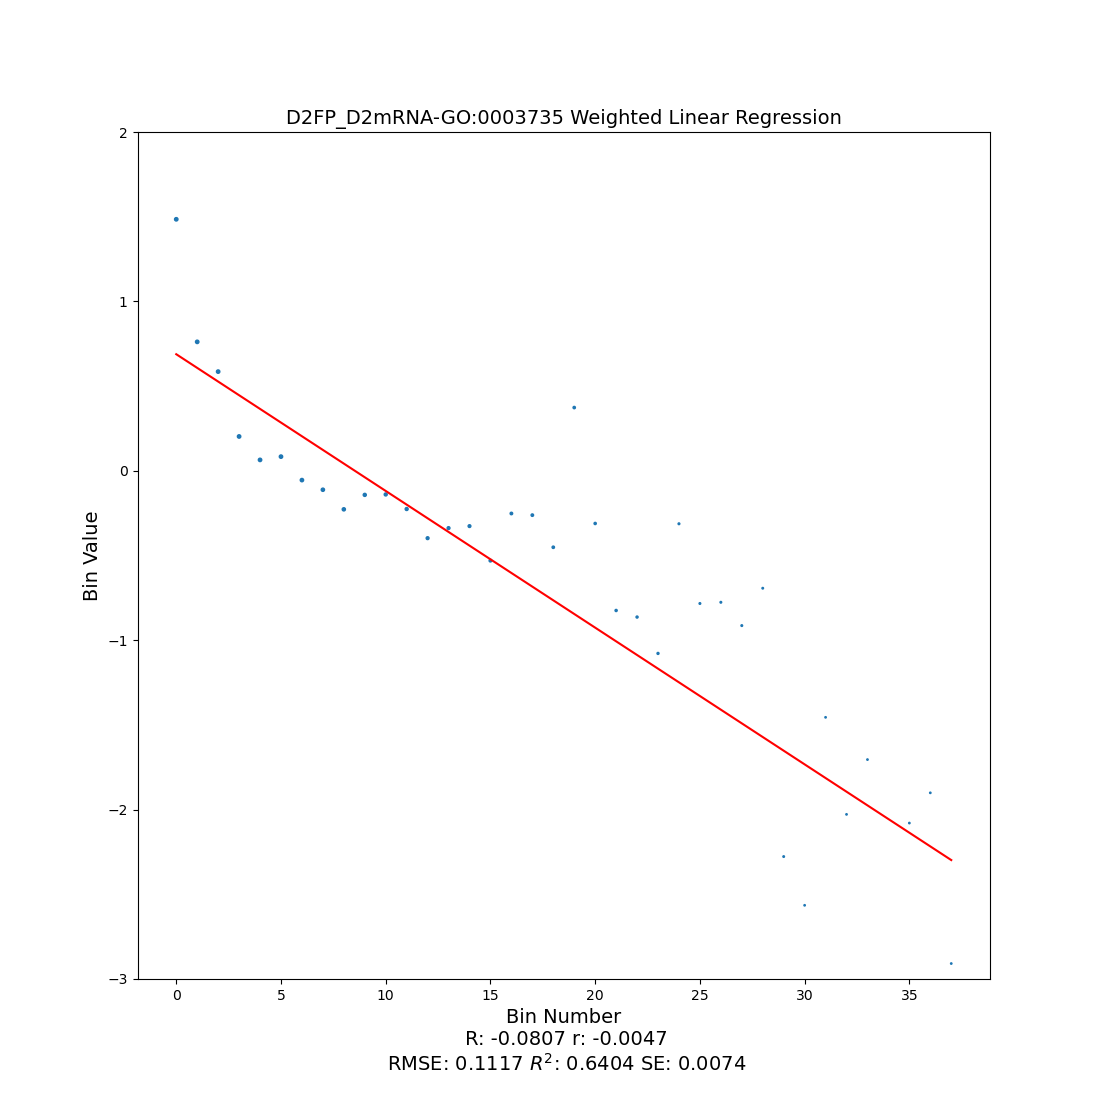 D2FP_D2mRNA-GO:0003735 Weighted Linear Regression
2
1
0
−1
−2
−3
Bin Value
0 5 10 15 20 25 30 35
Bin Number
R: -0.0807 r: -0.0047
RMSE: 0.1117 R²: 0.6404 SE: 0.0074